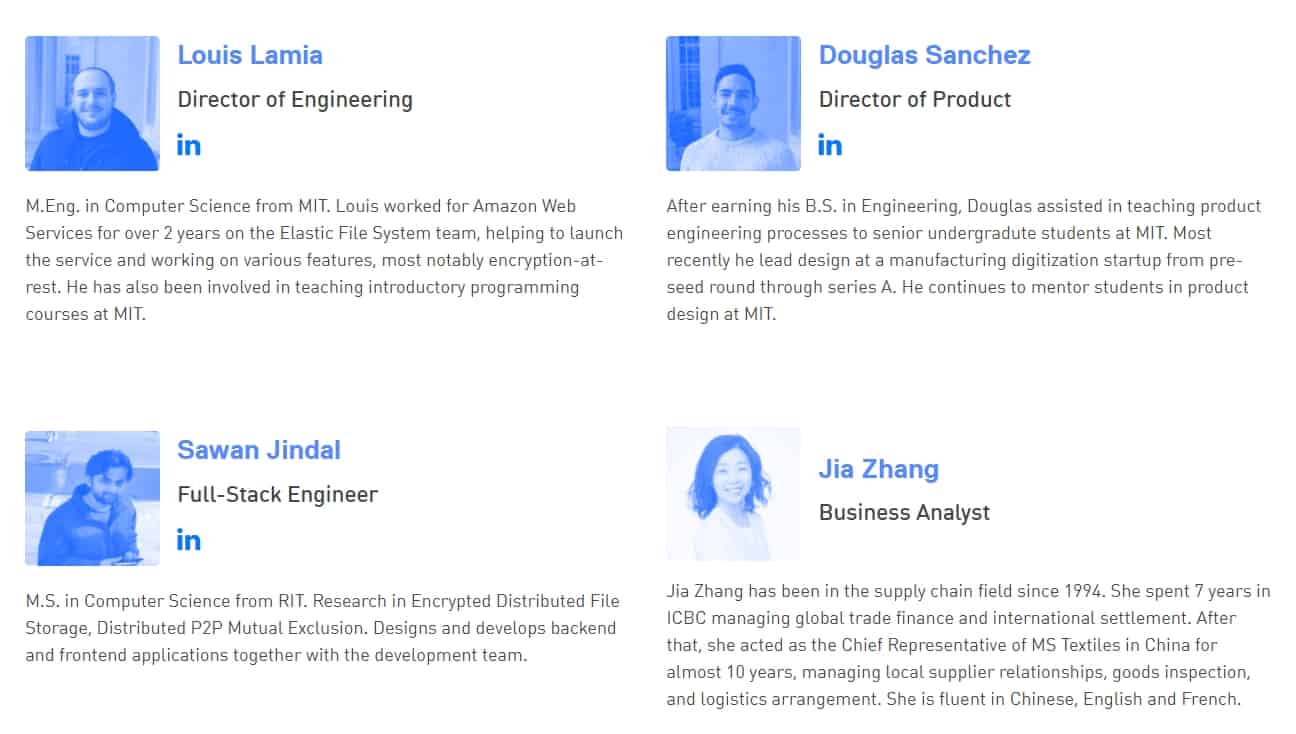 Louis Lamia
Director of Engineering
in
M.Eng. in Computer Science from MIT. Louis worked for Amazon Web
Services for over 2 years on the Elastic File System team, helping to launch
the service and working on various features, most notably encryption-at-
rest. He has also been involved in teaching introductory programming
courses at MIT.
Douglas Sanchez
Director of Product
in
After earning his B.S. in Engineering, Douglas assisted in teaching product
engineering processes to senior undergradute students at MIT. Most
recently he lead design at a manufacturing digitization startup from pre-
seed round through series A. He continues to mentor students in product
design at MIT.
Sawan Jindal
Full-Stack Engineer
in
M.S. in Computer Science from RIT. Research in Encrypted Distributed File
Storage, Distributed P2P Mutual Exclusion. Designs and develops backend
and frontend applications together with the development team.
Jia Zhang
Business Analyst
Jia Zhang has been in the supply chain field since 1994. She spent 7 years in
ICBC managing global trade finance and international settlement. After
that, she acted as the Chief Representative of MS Textiles in China for
almost 10 years, managing local supplier relationships, goods inspection,
and logistics arrangement. She is fluent in Chinese, English and French.